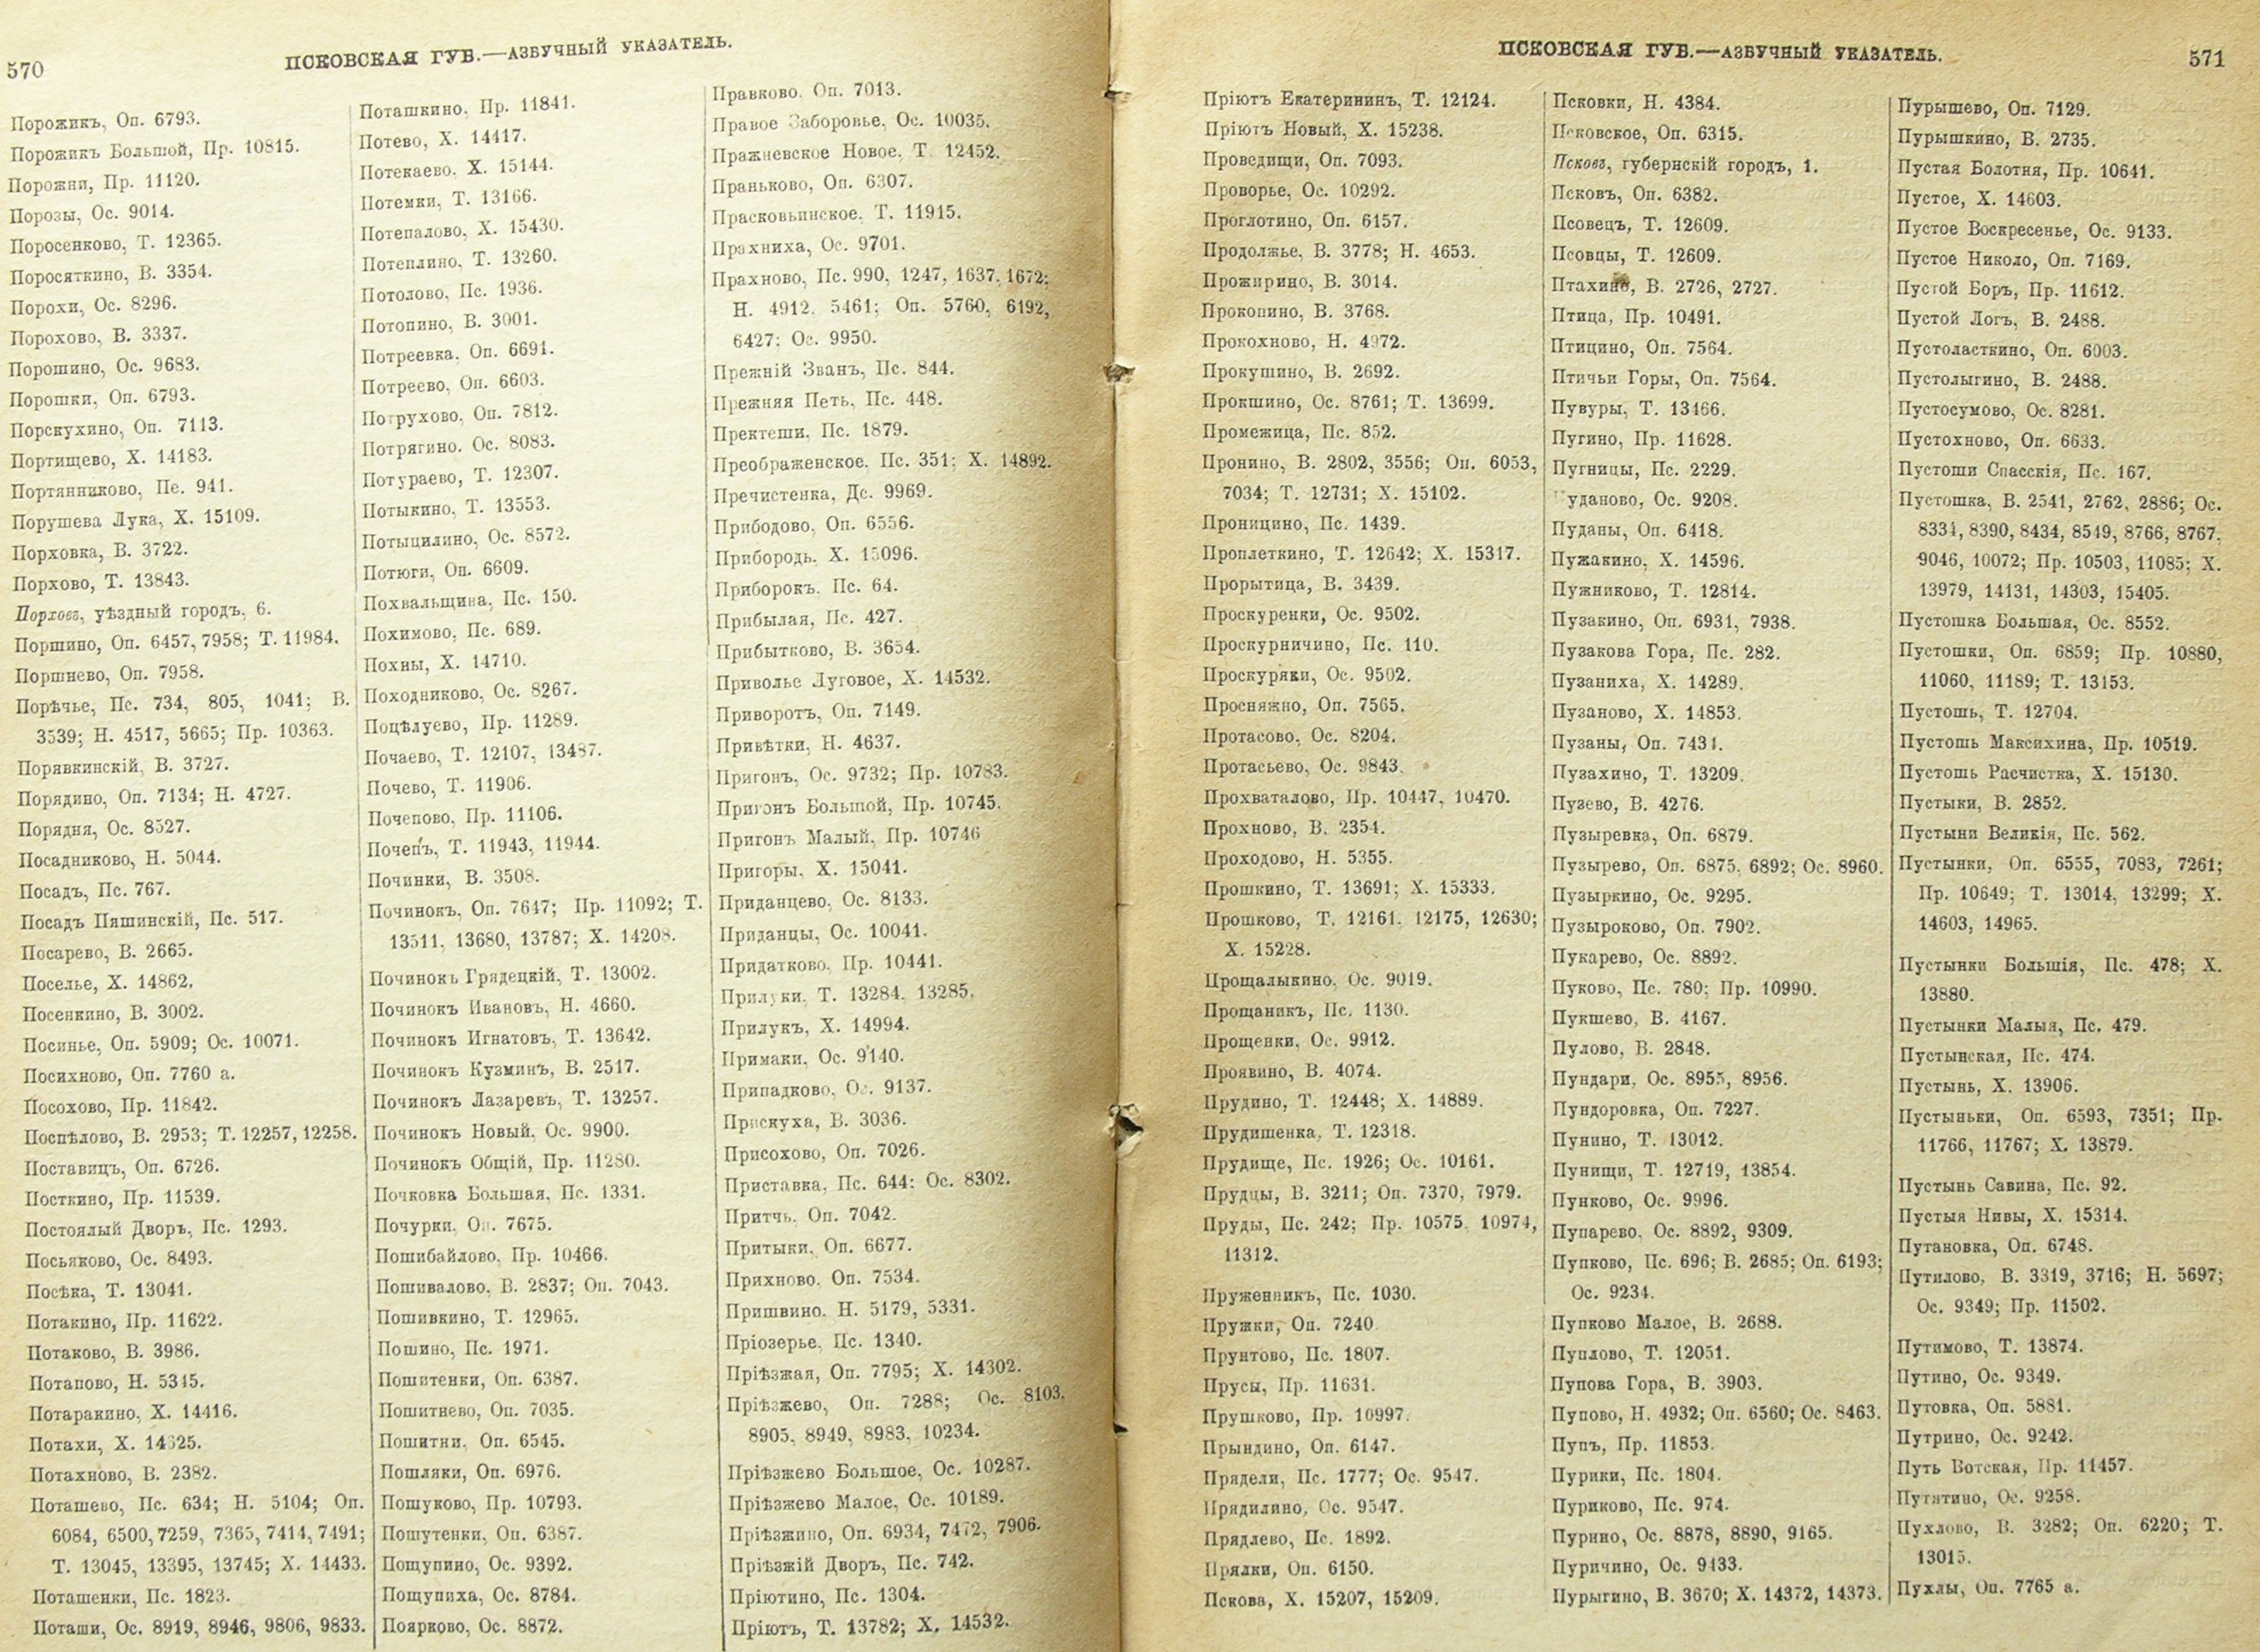 570
ПСКОВСКАЯ ГУБ.—АЗБУЧНЫЙ УКАЗАТЕЛЬ.
Порожикъ, Оп. 6793.
Порожикъ Большой, Пр. 10815.
Порожни, Пр. 11120.
Порозы, Ос. 9014.
Поросенково, Т. 12365.
Поросяткино, В. 3354.
Порохи, Ос. 8296.
Порохово, В. 3337.
Порошино, Ос. 9683.
Порошки, Оп. 6793.
Порскухино, Оп. 7113.
Портищево, Х. 14183.
Портянниково, Пс. 941.
Порушева Лука, Х. 15109.
Порховка, В. 3722.
Порхово, Т. 13843.
Порховъ, уѣздный городъ, 6.
Поршино, Оп. 6457, 7958; Т. 11984.
Поршнево, Оп. 7958.
Порѣчье, Пс. 734, 805, 1041; В.
3539; Н. 4517, 5665; Пр. 10363.
Порявкинскій, В. 3727.
Порядино, Оп. 7134; Н. 4727.
Порядня, Ос. 8527.
Посадниково, Н. 5044.
Посадъ, Пс. 767.
Посадъ Пяшинскій, Пс. 517.
Посарево, В. 2665.
Поселье, Х. 14862.
Посенкино, В. 3002.
Посинье, Оп. 5909; Ос. 10071.
Посихново, Оп. 7760 а.
Посохово, Пр. 11842.
Поспѣлово, В. 2953; Т. 12257, 12258.
Поставицъ, Оп. 6726.
Посткино, Пр. 11539.
Постоялый Дворъ, Пс. 1293.
Посьяково, Ос. 8493.
Посѣка, Т. 13041.
Потакино, Пр. 11622.
Потаково, В. 3986.
Потапово, Н. 5315.
Потаракино, Х. 14416.
Потахи, Х. 14325.
Потахново, В. 2382.
Поташево, Пс. 634; Н. 5104; Оп.
6084, 6500, 7259, 7365, 7414, 7491;
Т. 13045, 13395, 13745; Х. 14433.
Поташенки, Пс. 1823.
Поташи, Ос. 8919, 8946, 9806, 9833.
Поташкино, Пр. 11841.
Потево, Х. 14417.
Потекаево, Х. 15144.
Потемки, Т. 13166.
Потепалово, Х. 15430.
Потеплино, Т. 13260.
Потолово, Пс. 1936.
Потопино, В. 3001.
Потреевка, Оп. 6691.
Потреево, Оп. 6603.
Потрухово, Оп. 7812.
Потрягино, Ос. 8083.
Потураево, Т. 12307.
Потыкино, Т. 13553.
Потыцилино, Ос. 8572.
Потюги, Оп. 6609.
Похвальщина, Пс. 150.
Похимово, Пс. 689.
Похны, Х. 14710.
Походниково, Ос. 8267.
Поцѣлуево, Пр. 11289.
Почаево, Т. 12107, 13487.
Почево, Т. 11906.
Почепово, Пр. 11106.
Почепъ, Т. 11943, 11944.
Починки, В. 3508.
Починокъ, Оп. 7647; Пр. 11092; Т.
13511, 13680, 13787; Х. 14208.
Починокъ Грядецкій, Т. 13002.
Починокъ Ивановъ, Н. 4660.
Починокъ Игнатовъ, Т. 13642.
Починокъ Кузминъ, В. 2517.
Починокъ Лазаревъ, Т. 13257.
Починокъ Новый, Ос. 9900.
Починокъ Общій, Пр. 11280.
Почковка Большая, Пс. 1331.
Почурки, Оп. 7675.
Пошибайлово, Пр. 10466.
Пошивалово, В. 2837; Оп. 7043.
Пошивкино, Т. 12965.
Пошино, Пс. 1971.
Пошитенки, Оп. 6387.
Пошитнево, Оп. 7035.
Пошитни, Оп. 6545.
Пошляки, Оп. 6976.
Пошуково, Пр. 10793.
Пошутенки, Оп. 6387.
Пощупино, Ос. 9392.
Пощупиха, Ос. 8784.
Поярково, Ос. 8872.
Правково, Оп. 7013.
Правое Заборовье, Ос. 10035.
Пражневское Новое, Т. 12452.
Праньково, Оп. 6307.
Прасковьинское, Т. 11915.
Прахниха, Ос. 9701.
Прахново, Пс. 990, 1247, 1637, 1672;
Н. 4912, 5461; Оп. 5760, 6192,
6427; Ос. 9950.
Прежній Званъ, Пс. 844.
Прежняя Петь, Пс. 448.
Пректеши, Пс. 1879.
Преображенское, Пс. 351; Х. 14892.
Пречистенка, Дс. 9969.
Прибодово, Оп. 6556.
Прибородь, Х. 15096.
Приборокъ, Пс. 64.
Прибылая, Пс. 427.
Прибытково, В. 3654.
Приволье Луговое, Х. 14532.
Приворотъ, Оп. 7149.
Привѣтки, Н. 4637.
Пригонъ, Ос. 9732; Пр. 10783.
Пригонъ Большой, Пр. 10745.
Пригонъ Малый, Пр. 10746
Пригоры, Х. 15041.
Приданцево, Ос. 8133.
Приданцы, Ос. 10041.
Придатково, Пр. 10441.
Прилуки, Т. 13284, 13285.
Прилукъ, Х. 14994.
Примаки, Ос. 9140.
Припадково, Ос. 9137.
Прискуха, В. 3036.
Присохово, Оп. 7026.
Приставка, Пс. 644; Ос. 8302.
Притчь, Оп. 7042.
Притыки, Оп. 6677.
Прихново, Оп. 7534.
Пришвино, Н. 5179, 5331.
Пріозерье, Пс. 1340.
Пріѣзжая, Оп. 7795; Х. 14302.
Пріѣзжево, Оп. 7288; Ос. 8103,
8905, 8949, 8983, 10234.
Пріѣзжево Большое, Ос. 10287.
Пріѣзжево Малое, Ос. 10189.
Пріѣзжино, Оп. 6934, 7472, 7906.
Пріѣзжій Дворъ, Пс. 742.
Пріютино, Пс. 1304.
Пріютъ, Т. 13782; Х. 14532.
ПСКОВСКАЯ ГУБ.—АЗБУЧНЫЙ УКАЗАТЕЛЬ.
571
Пріютъ Екатерининъ, Т. 12124.
Пріютъ Новый, Х. 15238.
Проведищи, Оп. 7093.
Проворье, Ос. 10292.
Проглотино, Оп. 6157.
Продолжье, В. 3778; Н. 4653.
Прожирино, В. 3014.
Прокопино, В. 3768.
Прокохново, Н. 4972.
Прокушино, В. 2692.
Прокшино, Ос. 8761; Т. 13699.
Промежица, Пс. 852.
Пронино, В. 2802, 3556; Оп. 6053,
7034; Т. 12731; Х. 15102.
Проницино, Пс. 1439.
Проплеткино, Т. 12642; Х. 15317.
Прорытица, В. 3439.
Проскуренки, Ос. 9502.
Проскурничино, Пс. 110.
Проскуряки, Ос. 9502.
Просняжно, Оп. 7565.
Протасово, Ос. 8204.
Протасьево, Ос. 9843.
Прохваталово, Пр. 10447, 10470.
Прохново, В. 2354.
Проходово, Н. 5355.
Прошкино, Т. 13691; Х. 15333.
Прошково, Т. 12161, 12175, 12630;
Х. 15228.
Прощалыкино, Ос. 9019.
Прощаникъ, Пс. 1130.
Прощенки, Ос. 9912.
Проявино, В. 4074.
Прудино, Т. 12448; Х. 14889.
Прудишенка, Т. 12318.
Прудище, Пс. 1926; Ос. 10161.
Прудцы, В. 3211; Оп. 7370, 7979.
Пруды, Пс. 242; Пр. 10575, 10974,
11312.
Пруженникъ, Пс. 1030.
Пружки, Оп. 7240
Прунтово, Пс. 1807.
Прусы, Пр. 11631.
Прушково, Пр. 10997.
Прындино, Оп. 6147.
Прядели, Пс. 1777; Ос. 9547.
Прядилино, Ос. 9547.
Прядлево, Пс. 1892.
Прялки, Оп. 6150.
Пскова, Х. 15207, 15209.
Псковки, Н. 4384.
Псковское, Оп. 6315.
Псковъ, губернскій городъ, 1.
Псковъ, Оп. 6382.
Псовецъ, Т. 12609.
Псовцы, Т. 12609.
Птахино, В. 2726, 2727.
Птица, Пр. 10491.
Птицино, Оп. 7564.
Птичьи Горы, Оп. 7564.
Пувуры, Т. 13466.
Пугино, Пр. 11628.
Пугницы, Пс. 2229.
уданово, Ос. 9208.
Пуданы, Оп. 6418.
Пужакино, Х. 14596.
Пужниково, Т. 12814.
Пузакино, Оп. 6931, 7938.
Пузакова Гора, Пс. 282.
Пузаниха, Х. 14289.
Пузаново, Х. 14853.
Пузаны, Оп. 7431.
Пузахино, Т. 13209.
Пузево, В. 4276.
Пузыревка, Оп. 6879.
Пузырево, Оп. 6875, 6892; Ос. 8960.
Пузыркино, Ос. 9295.
Пузыроково, Оп. 7902.
Пукарево, Ос. 8892.
Пуково, Пс. 780; Пр. 10990.
Пукшево, В. 4167.
Пулово, В. 2848.
Пундари, Ос. 8955, 8956.
Пундоровка, Оп. 7227.
Пунино, Т. 13012.
Пунищи, Т. 12719, 13854.
Пунково, Ос. 9996.
Пупарево, Ос. 8892, 9309.
Пупково, Пс. 696; В. 2685; Оп. 6193;
Ос. 9234.
Пупково Малое, В. 2688.
Пуплово, Т. 12051.
Пупова Гора, В. 3903.
Пупово, Н. 4932; Оп. 6560; Ос. 8463.
Пупъ, Пр. 11853.
Пурики, Пс. 1804.
Пуриково, Пс. 974.
Пурино, Ос. 8878, 8890, 9165.
Пуричино, Ос. 9433.
Пурыгино, В. 3670; Х. 14372, 14373.
Пурышево, Оп. 7129.
Пурышкино, В. 2735.
Пустая Болотня, Пр. 10641.
Пустое, Х. 14603.
Пустое Воскресенье, Ос. 9133.
Пустое Николо, Оп. 7169.
Пустой Боръ, Пр. 11612.
Пустой Логъ, В. 2488.
Пустоласткино, Оп. 6003.
Пустолыгино, В. 2488.
Пустосумово, Ос. 8281.
Пустохново, Оп. 6633.
Пустоши Спасскія, Пс. 167.
Пустошка, В. 2541, 2762, 2886; Ос.
8334, 8390, 8434, 8549, 8766, 8767,
9046, 10072; Пр. 10503, 11085; Х.
13979, 14131, 14303, 15405.
Пустошка Большая, Ос. 8552.
Пустошки, Оп. 6859; Пр. 10880,
11060, 11189; Т. 13153.
Пустошь, Т. 12704.
Пустошь Максихина, Пр. 10519.
Пустошь Расчистка, Х. 15130.
Пустыки, В. 2852.
Пустыни Великія, Пс. 562.
Пустынки, Оп. 6555, 7083, 7261;
Пр. 10649; Т. 13014, 13299; Х.
14603, 14965.
Пустынки Большія, Пс. 478; Х.
13880.
Пустынки Малыя, Пс. 479.
Пустынская, Пс. 474.
Пустынь, Х. 13906.
Пустыньки, Оп. 6593, 7351; Пр.
11766, 11767; Х. 13879.
Пустынь Савина, Пс. 92.
Пустыя Нивы, Х. 15314.
Путановка, Оп. 6748.
Путилово, В. 3319, 3716; Н. 5697;
Ос. 9349; Пр. 11502.
Путимово, Т. 13874.
Путино, Ос. 9349.
Путовка, Оп. 5881.
Путрино, Ос. 9242.
Путь Вотская, Пр. 11457.
Путятино, Ос. 9258.
Пухлово, В. 3282; Оп. 6220; Т.
13015.
Пухлы, Оп. 7765 а.